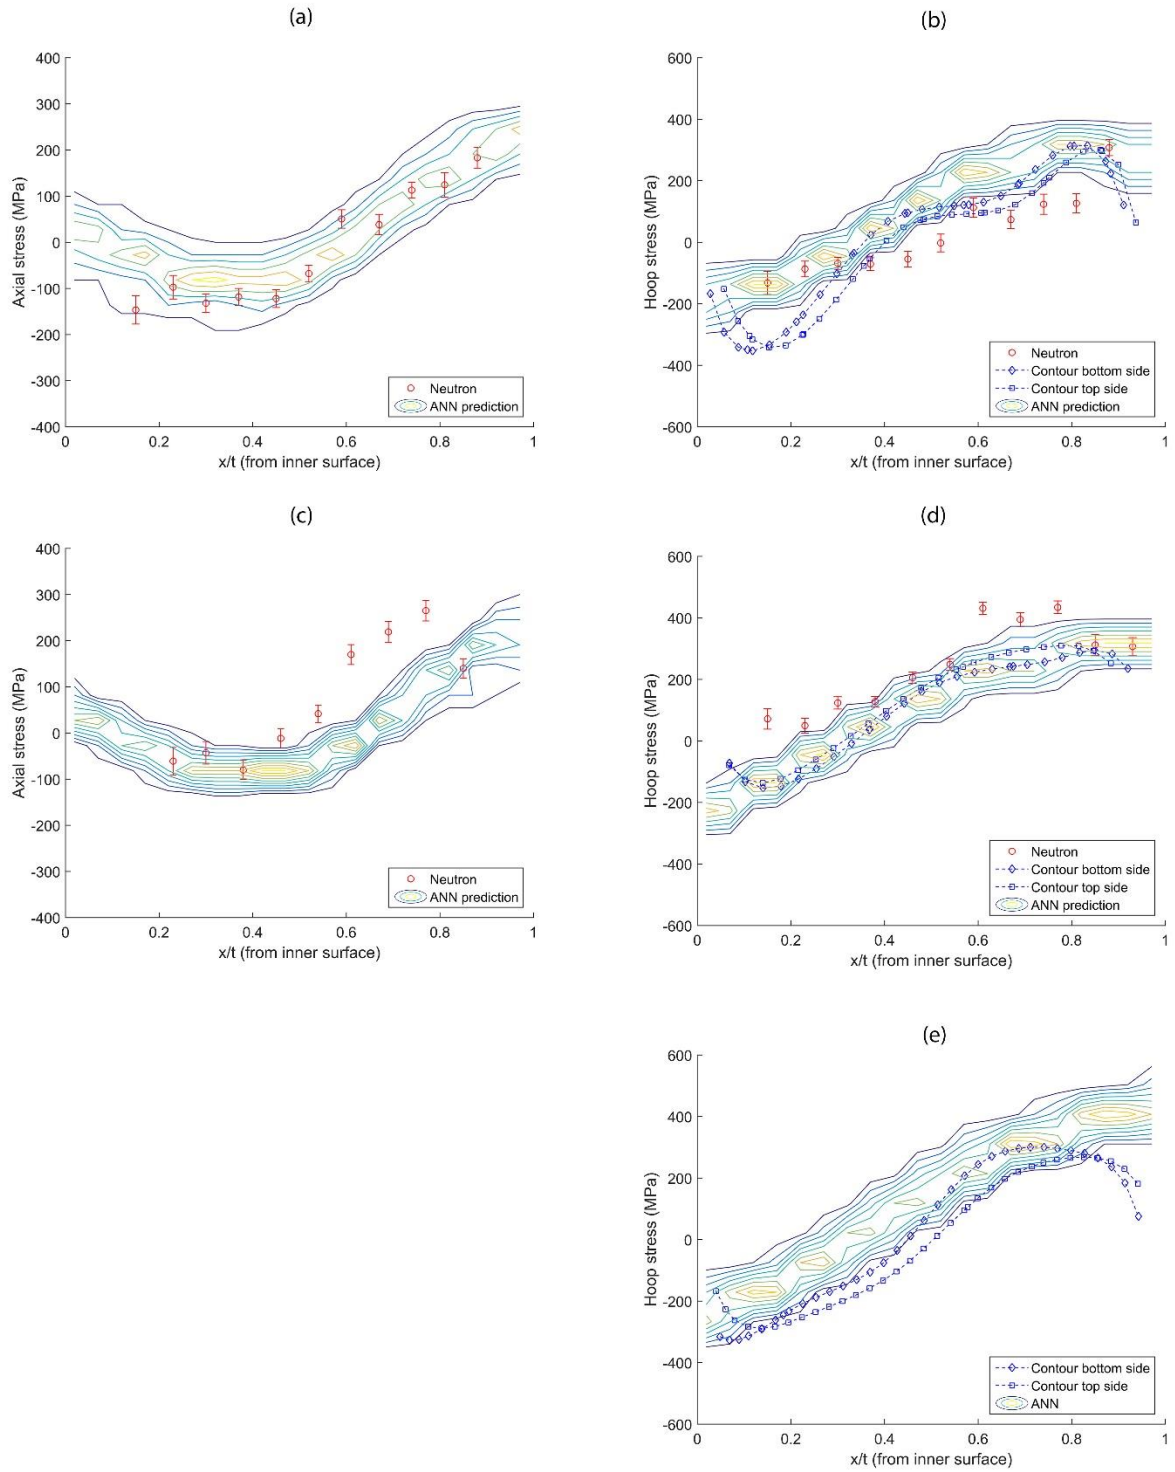 (a)
400
300
200
100
0
-100
-200
-300
-400
Axial stress (MPa)
Neutron
ANN prediction
0 0.2 0.4 0.6 0.8 1
x/t (from inner surface)
(b)
600
400
200
0
-200
-400
-600
Hoop stress (MPa)
Neutron
Contour bottom side
Contour top side
ANN prediction
0 0.2 0.4 0.6 0.8 1
x/t (from inner surface)
(c)
400
300
200
100
0
-100
-200
-300
-400
Axial stress (MPa)
Neutron
ANN prediction
0 0.2 0.4 0.6 0.8 1
x/t (from inner surface)
(d)
600
400
200
0
-200
-400
-600
Hoop stress (MPa)
Neutron
Contour bottom side
Contour top side
ANN prediction
0 0.2 0.4 0.6 0.8 1
x/t (from inner surface)
(e)
600
400
200
0
-200
-400
-600
Hoop stress (MPa)
Contour bottom side
Contour top side
ANN
0 0.2 0.4 0.6 0.8 1
x/t (from inner surface)